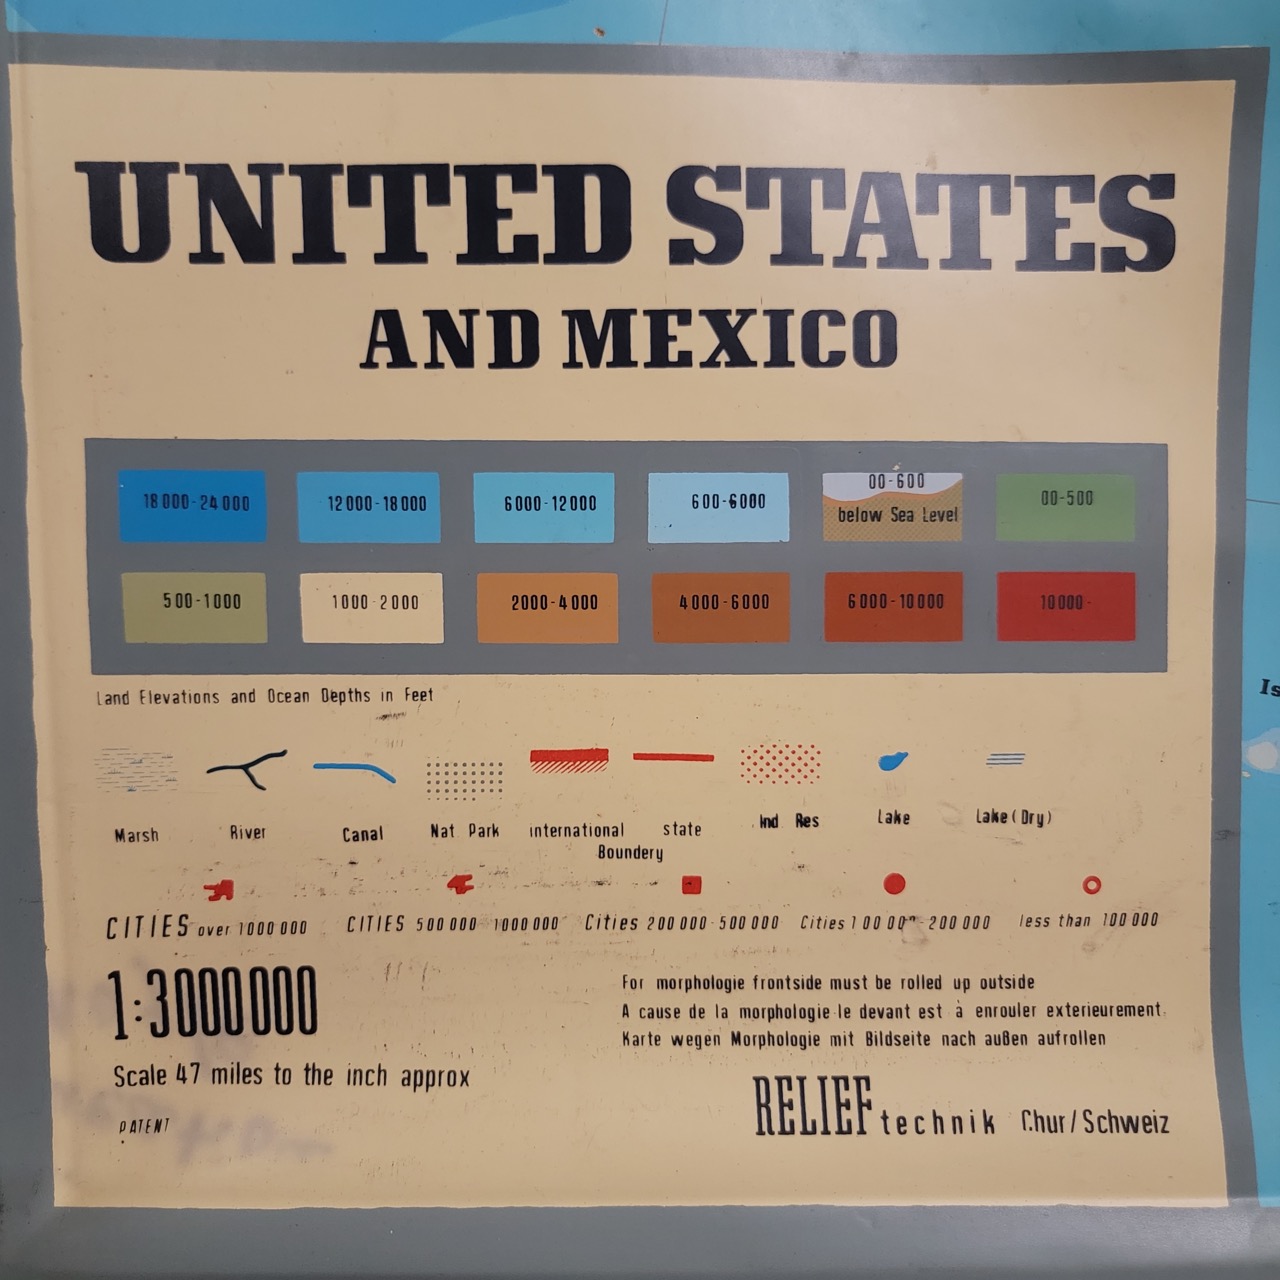 UNITED STATES
AND MEXICO
18000-24000 12000-18000 6000-12000 600-6000 00-600 below Sea Level 00-500
500-1000 1000-2000 2000-4000 4000-6000 6000-10000 10000-
Land Elevations and Ocean Depths in Feet
Marsh River Canal Nat Park international state Ind Res Lake Lake (Dry)
Boundery
CITIES over 1000000 CITIES 500000-1000000 Cities 200000-500000 Cities 100000-200000 less than 100000
1:3000000
Scale 47 miles to the inch approx
PATENT
For morphologie frontside must be rolled up outside
A cause de la morphologie le devant est à enrouler exterieurement.
Karte wegen Morphologie mit Bildseite nach außen aufrollen
RELIEF technik Chur/Schweiz
Is